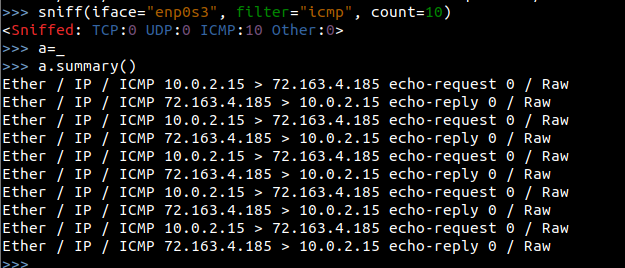 >>> sniff(iface="enp0s3", filter="icmp", count=10)
<Sniffed: TCP:0 UDP:0 ICMP:10 Other:0>
>>> a=_
>>> a.summary()
Ether / IP / ICMP 10.0.2.15 > 72.163.4.185 echo-request 0 / Raw
Ether / IP / ICMP 72.163.4.185 > 10.0.2.15 echo-reply 0 / Raw
Ether / IP / ICMP 10.0.2.15 > 72.163.4.185 echo-request 0 / Raw
Ether / IP / ICMP 72.163.4.185 > 10.0.2.15 echo-reply 0 / Raw
Ether / IP / ICMP 10.0.2.15 > 72.163.4.185 echo-request 0 / Raw
Ether / IP / ICMP 72.163.4.185 > 10.0.2.15 echo-reply 0 / Raw
Ether / IP / ICMP 10.0.2.15 > 72.163.4.185 echo-request 0 / Raw
Ether / IP / ICMP 72.163.4.185 > 10.0.2.15 echo-reply 0 / Raw
Ether / IP / ICMP 10.0.2.15 > 72.163.4.185 echo-request 0 / Raw
Ether / IP / ICMP 72.163.4.185 > 10.0.2.15 echo-reply 0 / Raw
>>>